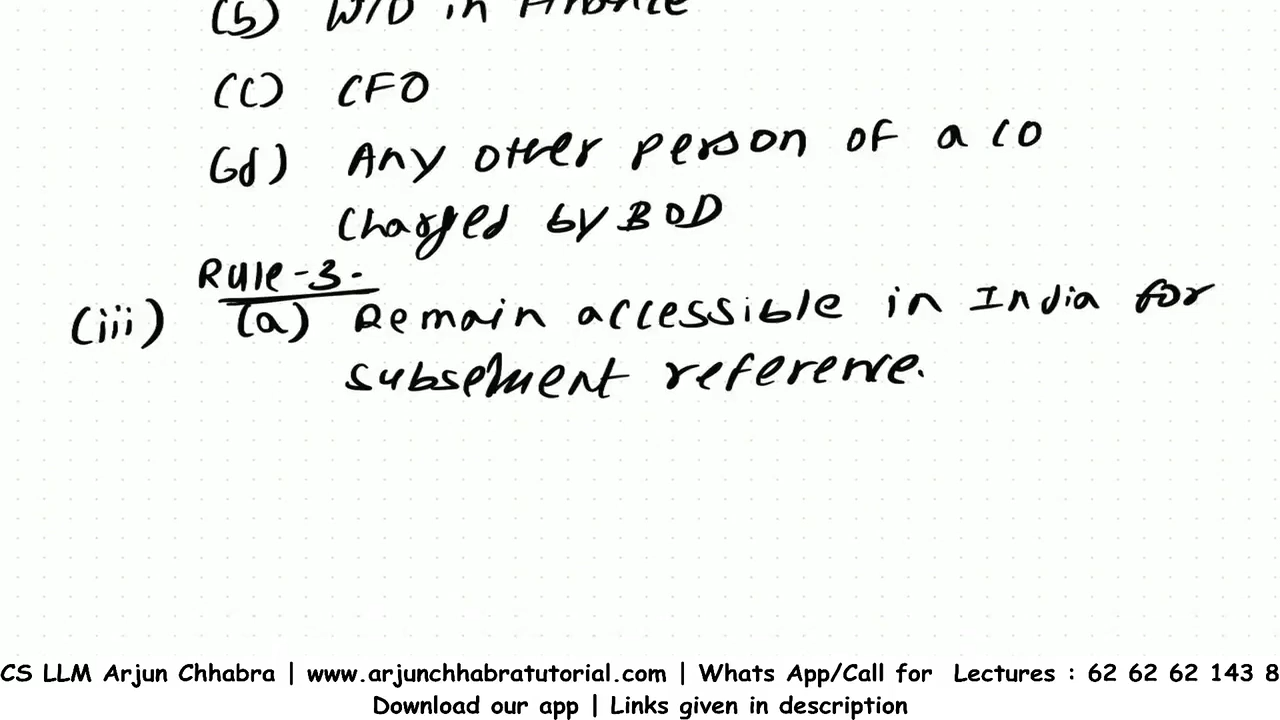 (b) W/D in Finance
(c) CFO
(d) Any other person of a co
charged by BOD
Rule-3.
(iii) (a) Remain accessible in India for
subsequent reference.
CS LLM Arjun Chhabra | www.arjunchhabratutorial.com | Whats App/Call for Lectures : 62 62 62 143 8
Download our app | Links given in description